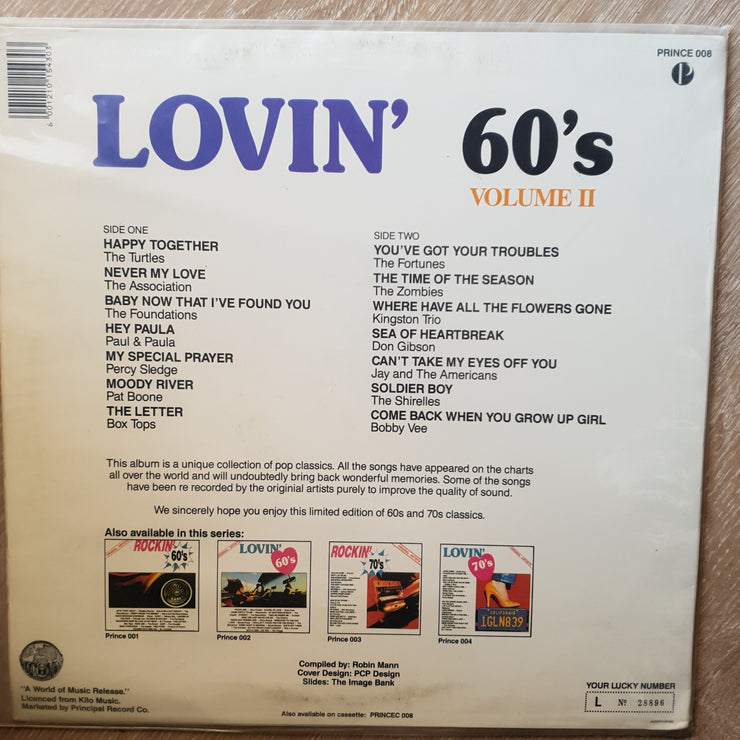 PRINCE 008
6 001210 154303
LOVIN' 60's
VOLUME II
SIDE ONE
HAPPY TOGETHER
The Turtles
NEVER MY LOVE
The Association
BABY NOW THAT I'VE FOUND YOU
The Foundations
HEY PAULA
Paul & Paula
MY SPECIAL PRAYER
Percy Sledge
MOODY RIVER
Pat Boone
THE LETTER
Box Tops
SIDE TWO
YOU'VE GOT YOUR TROUBLES
The Fortunes
THE TIME OF THE SEASON
The Zombies
WHERE HAVE ALL THE FLOWERS GONE
Kingston Trio
SEA OF HEARTBREAK
Don Gibson
CAN'T TAKE MY EYES OFF YOU
Jay and The Americans
SOLDIER BOY
The Shirelles
COME BACK WHEN YOU GROW UP GIRL
Bobby Vee
This album is a unique collection of pop classics. All the songs have appeared on the charts
all over the world and will undoubtedly bring back wonderful memories. Some of the songs
have been re recorded by the originial artists purely to improve the quality of sound.
We sincerely hope you enjoy this limited edition of 60s and 70s classics.
Also available in this series:
ROCKIN' 60's
LOVIN' 60's
ROCKIN' 70's
LOVIN' 70's
CALIFORNIA
1GLN839
Prince 001
Prince 002
Prince 003
Prince 004
Compiled by: Robin Mann
Cover Design: PCP Design
Slides: The Image Bank
"A World of Music Release."
Licenced from Kilo Music.
Marketed by Principal Record Co.
Also available on cassette: PRINCEC 008
YOUR LUCKY NUMBER
L Nº 28896